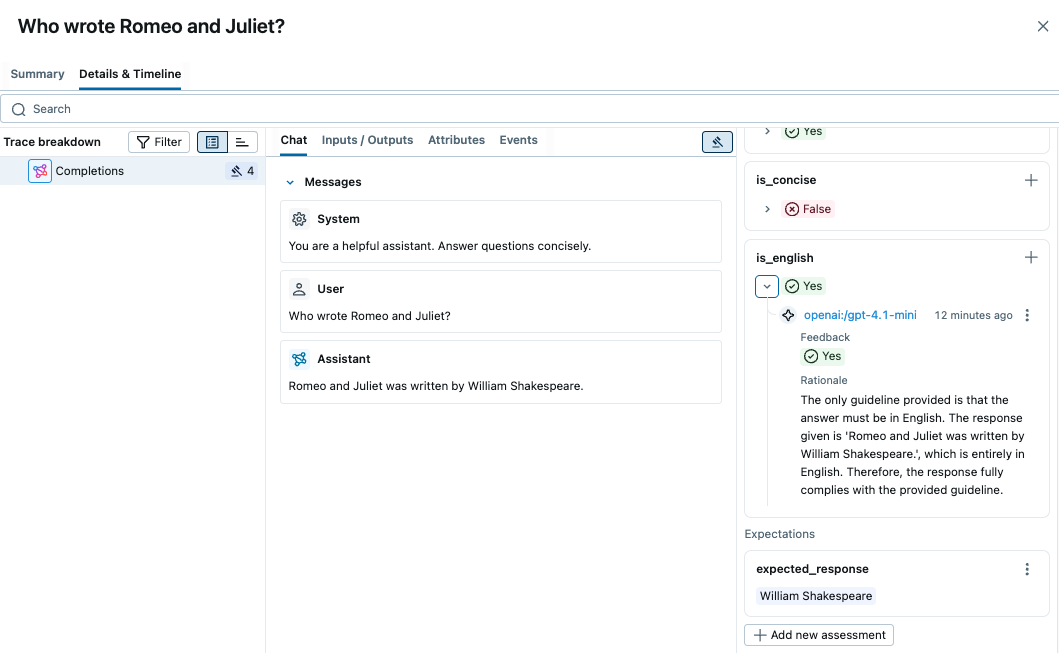 Who wrote Romeo and Juliet?
Summary Details & Timeline
Search
Trace breakdown Filter
Completions 4
Chat Inputs / Outputs Attributes Events
Messages
System
You are a helpful assistant. Answer questions concisely.
User
Who wrote Romeo and Juliet?
Assistant
Romeo and Juliet was written by William Shakespeare.
Yes
is_concise
False
is_english
Yes
openai:/gpt-4.1-mini 12 minutes ago
Feedback
Yes
Rationale
The only guideline provided is that the
answer must be in English. The response
given is 'Romeo and Juliet was written by
William Shakespeare.', which is entirely in
English. Therefore, the response fully
complies with the provided guideline.
Expectations
expected_response
William Shakespeare
Add new assessment